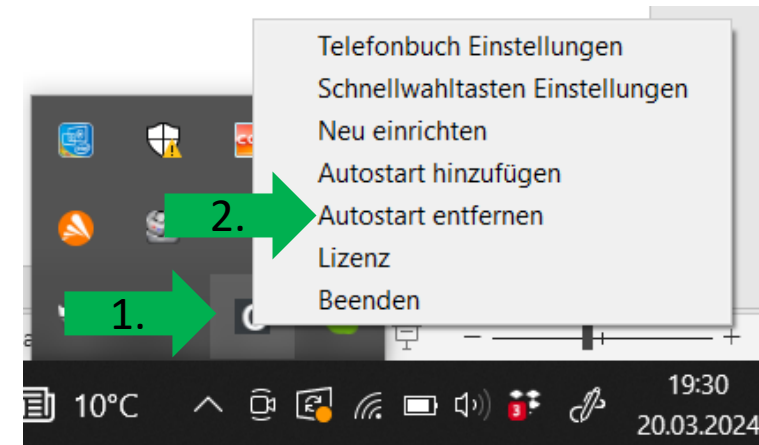 Telefonbuch Einstellungen
Schnellwahltasten Einstellungen
Neu einrichten
Autostart hinzufügen
2.
Autostart entfernen
Lizenz
1.
Beenden
10°C
3
19:30
20.03.2024